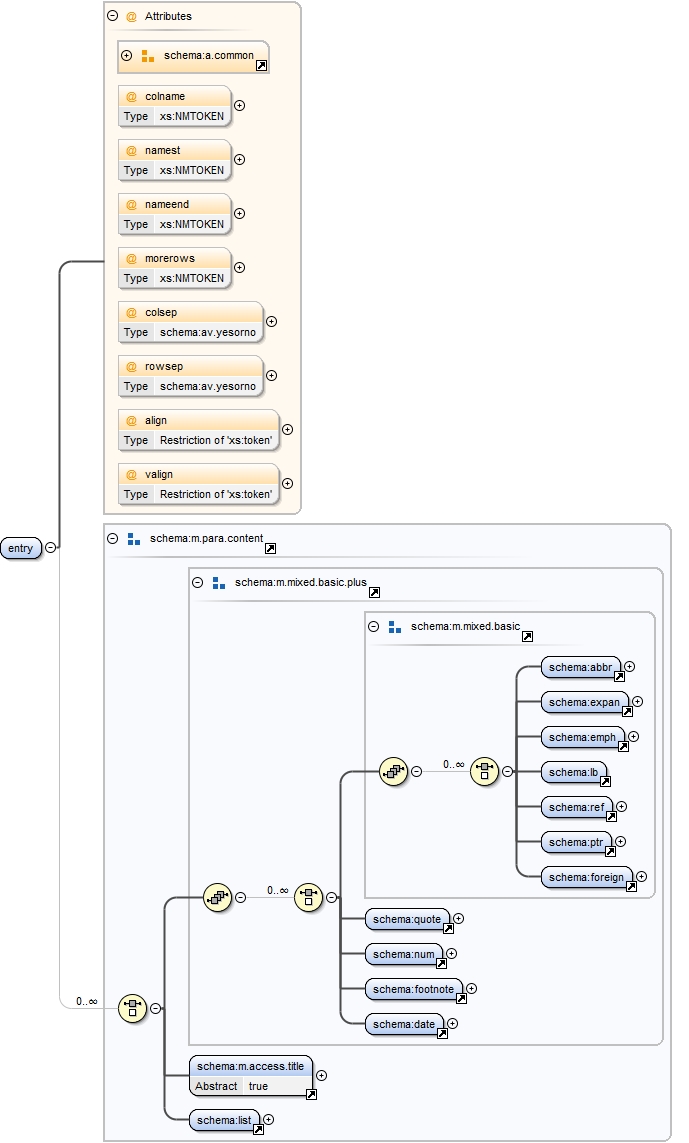 Attributes
schema:a.common
colname
Type xs:NMTOKEN
namest
Type xs:NMTOKEN
nameend
Type xs:NMTOKEN
morerows
Type xs:NMTOKEN
colsep
Type schema:av.yesorno
rowsep
Type schema:av.yesorno
align
Type Restriction of 'xs:token'
valign
Type Restriction of 'xs:token'
entry
schema:m.para.content
schema:m.mixed.basic.plus
schema:m.mixed.basic
schema:abbr
schema:expan
schema:emph
0..∞
schema:lb
schema:ref
schema:ptr
schema:foreign
0..∞
schema:quote
schema:num
schema:footnote
0..∞
schema:date
schema:m.access.title
Abstract true
schema:list